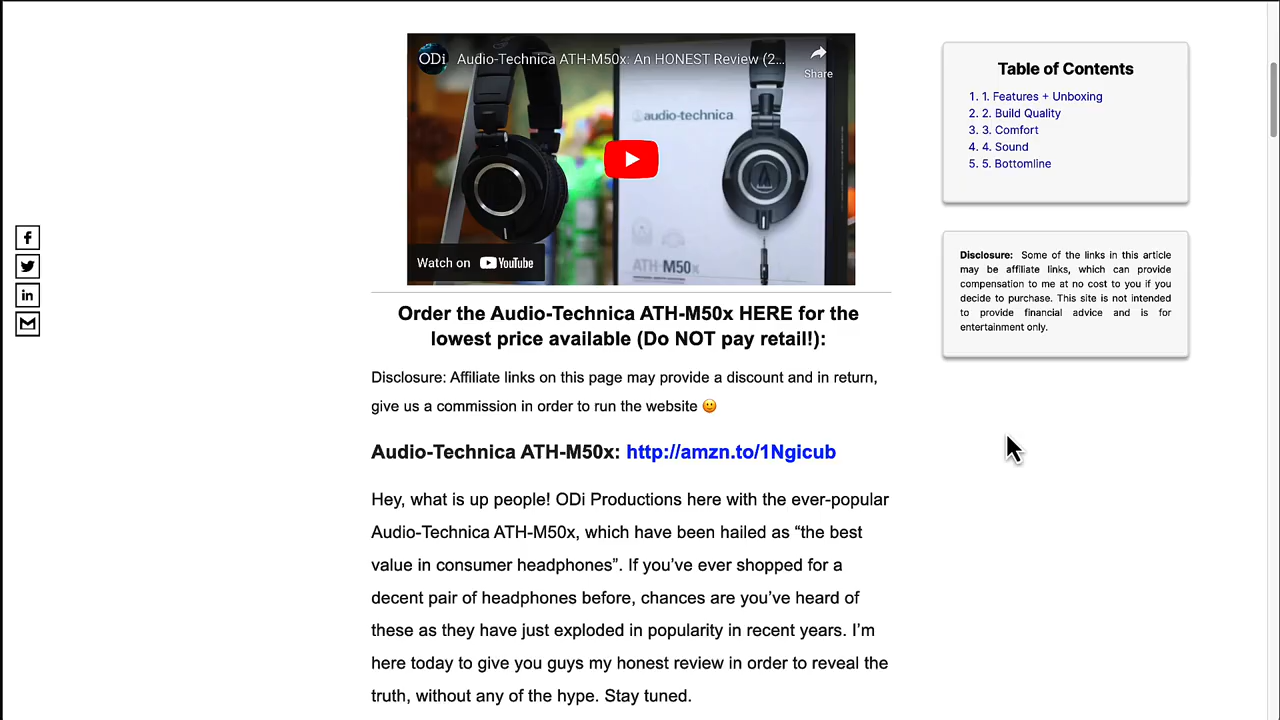 ODi Audio-Technica ATH-M50x: An HONEST Review (2...
Share
audio-technica
ATH-M50x
Watch on YouTube
Order the Audio-Technica ATH-M50x HERE for the
lowest price available (Do NOT pay retail!):
Disclosure: Affiliate links on this page may provide a discount and in return,
give us a commission in order to run the website 🙂
Audio-Technica ATH-M50x: http://amzn.to/1Ngicub
Hey, what is up people! ODi Productions here with the ever-popular
Audio-Technica ATH-M50x, which have been hailed as “the best
value in consumer headphones”. If you’ve ever shopped for a
decent pair of headphones before, chances are you’ve heard of
these as they have just exploded in popularity in recent years. I’m
here today to give you guys my honest review in order to reveal the
truth, without any of the hype. Stay tuned.
Table of Contents
1. 1. Features + Unboxing
2. 2. Build Quality
3. 3. Comfort
4. 4. Sound
5. 5. Bottomline
Disclosure: Some of the links in this article
may be affiliate links, which can provide
compensation to me at no cost to you if you
decide to purchase. This site is not intended
to provide financial advice and is for
entertainment only.
f
in